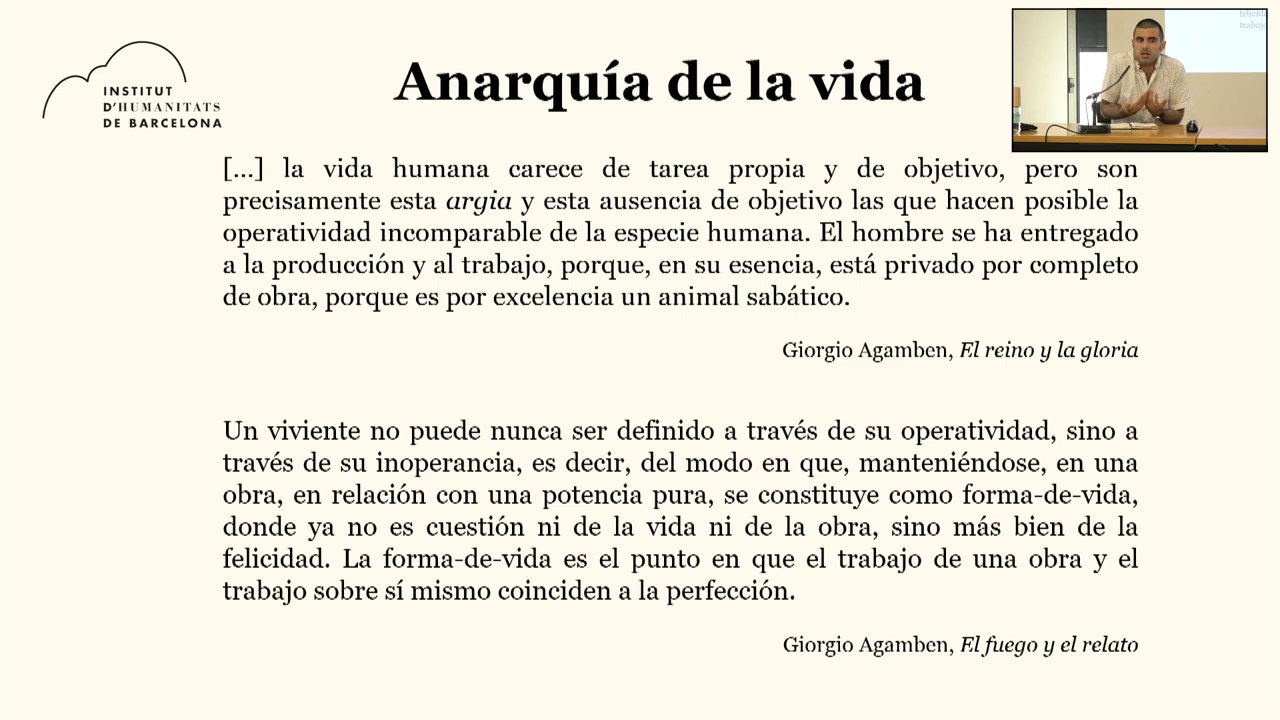 INSTITUT
D'HUMANITATS
DE BARCELONA
Anarquía de la vida
felicida
trabajo
[...] la vida humana carece de tarea propia y de objetivo, pero son
precisamente esta argia y esta ausencia de objetivo las que hacen posible la
operatividad incomparable de la especie humana. El hombre se ha entregado
a la producción y al trabajo, porque, en su esencia, está privado por completo
de obra, porque es por excelencia un animal sabático.
Giorgio Agamben, El reino y la gloria
Un viviente no puede nunca ser definido a través de su operatividad, sino a
través de su inoperancia, es decir, del modo en que, manteniéndose, en una
obra, en relación con una potencia pura, se constituye como forma-de-vida,
donde ya no es cuestión ni de la vida ni de la obra, sino más bien de la
felicidad. La forma-de-vida es el punto en que el trabajo de una obra y el
trabajo sobre sí mismo coinciden a la perfección.
Giorgio Agamben, El fuego y el relato